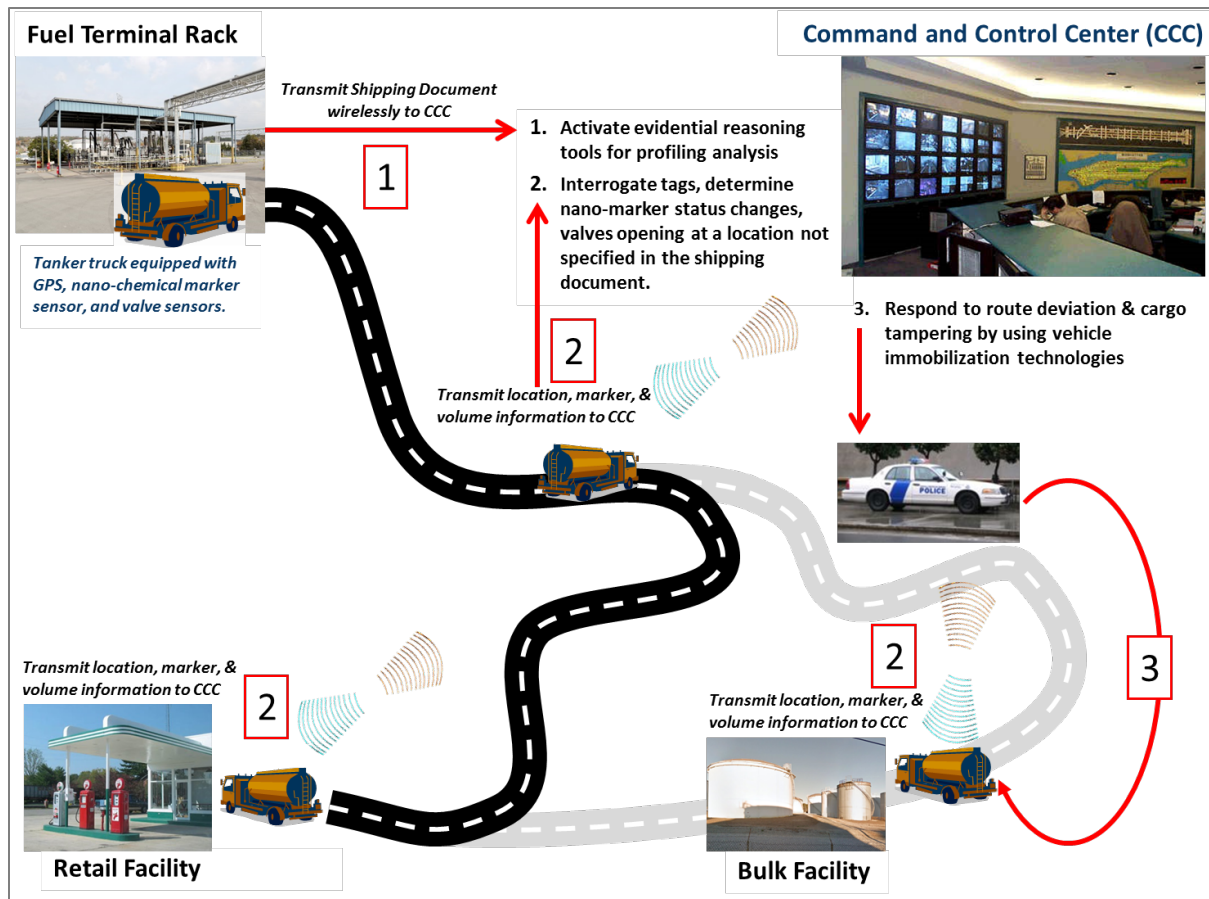 Fuel Terminal Rack
Command and Control Center (CCC)
Transmit Shipping Document
wirelessly to CCC
1
1. Activate evidential reasoning
tools for profiling analysis
2. Interrogate tags, determine
nano-marker status changes,
valves opening at a location not
specified in the shipping
document.
Tanker truck equipped with
GPS, nano-chemical marker
sensor, and valve sensors.
3. Respond to route deviation & cargo
tampering by using vehicle
immobilization technologies
2
Transmit location, marker, &
volume information to CCC
POLICE
Transmit location, marker, &
volume information to CCC
2
2
Transmit location, marker, &
volume information to CCC
3
Retail Facility
Bulk Facility